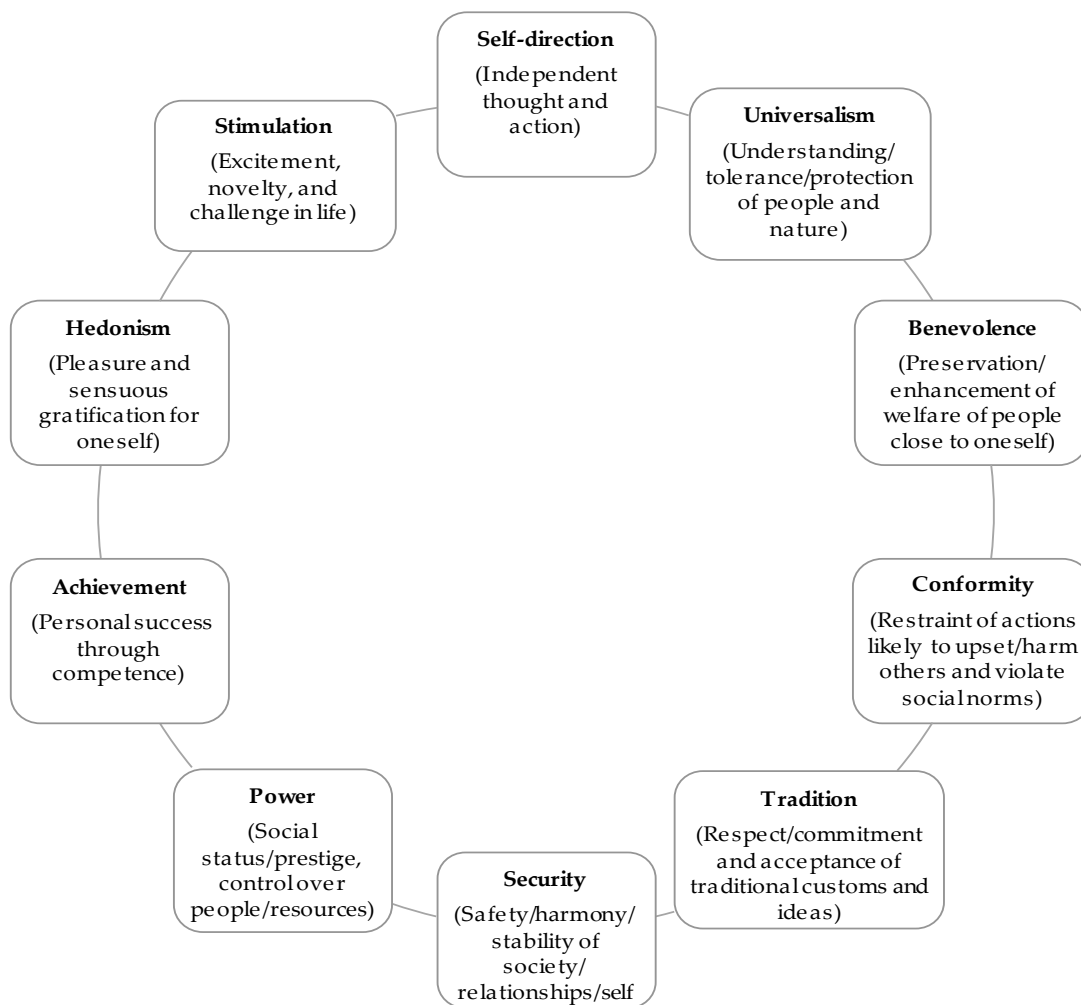 Self-direction
(Independent
thought and
action)
Universalism
(Understanding/
tolerance/protection
of people and
nature)
Benevolence
(Preservation/
enhancement of
welfare of people
close to oneself)
Conformity
(Restraint of actions
likely to upset/harm
others and violate
social norms)
Tradition
(Respect/commitment
and acceptance of
traditional customs and
ideas)
Security
(Safety/harmony/
stability of
society/
relationships/self
Power
(Social
status/prestige,
control over
people/resources)
Achievement
(Personal success
through
competence)
Hedonism
(Pleasure and
sensuous
gratification for
oneself)
Stimulation
(Excitement,
novelty, and
challenge in life)